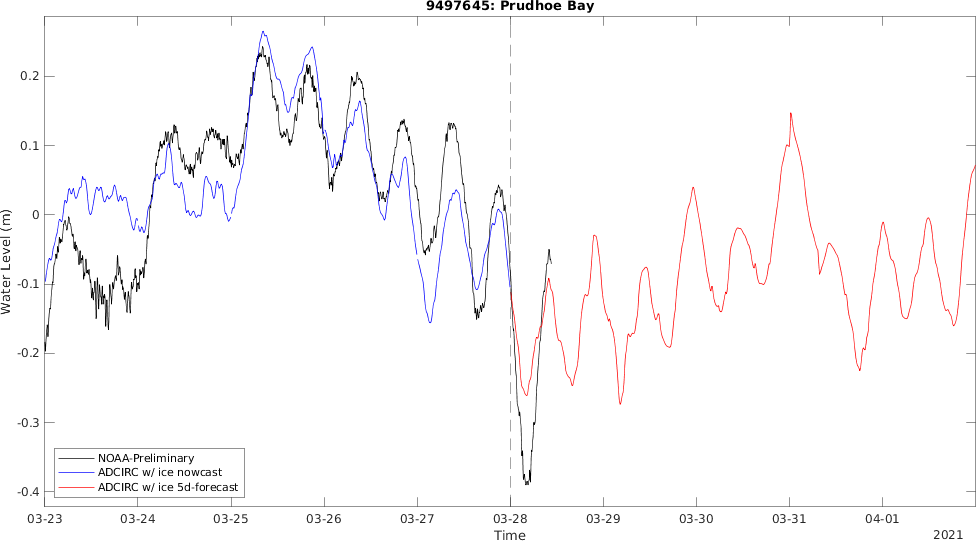 9497645: Prudhoe Bay
Water Level (m)
0.2
0.1
0
-0.1
-0.2
-0.3
-0.4
NOAA-Preliminary
ADCIRC w/ ice nowcast
ADCIRC w/ ice 5d-forecast
03-23 03-24 03-25 03-26 03-27 03-28 03-29 03-30 03-31 04-01
Time
2021